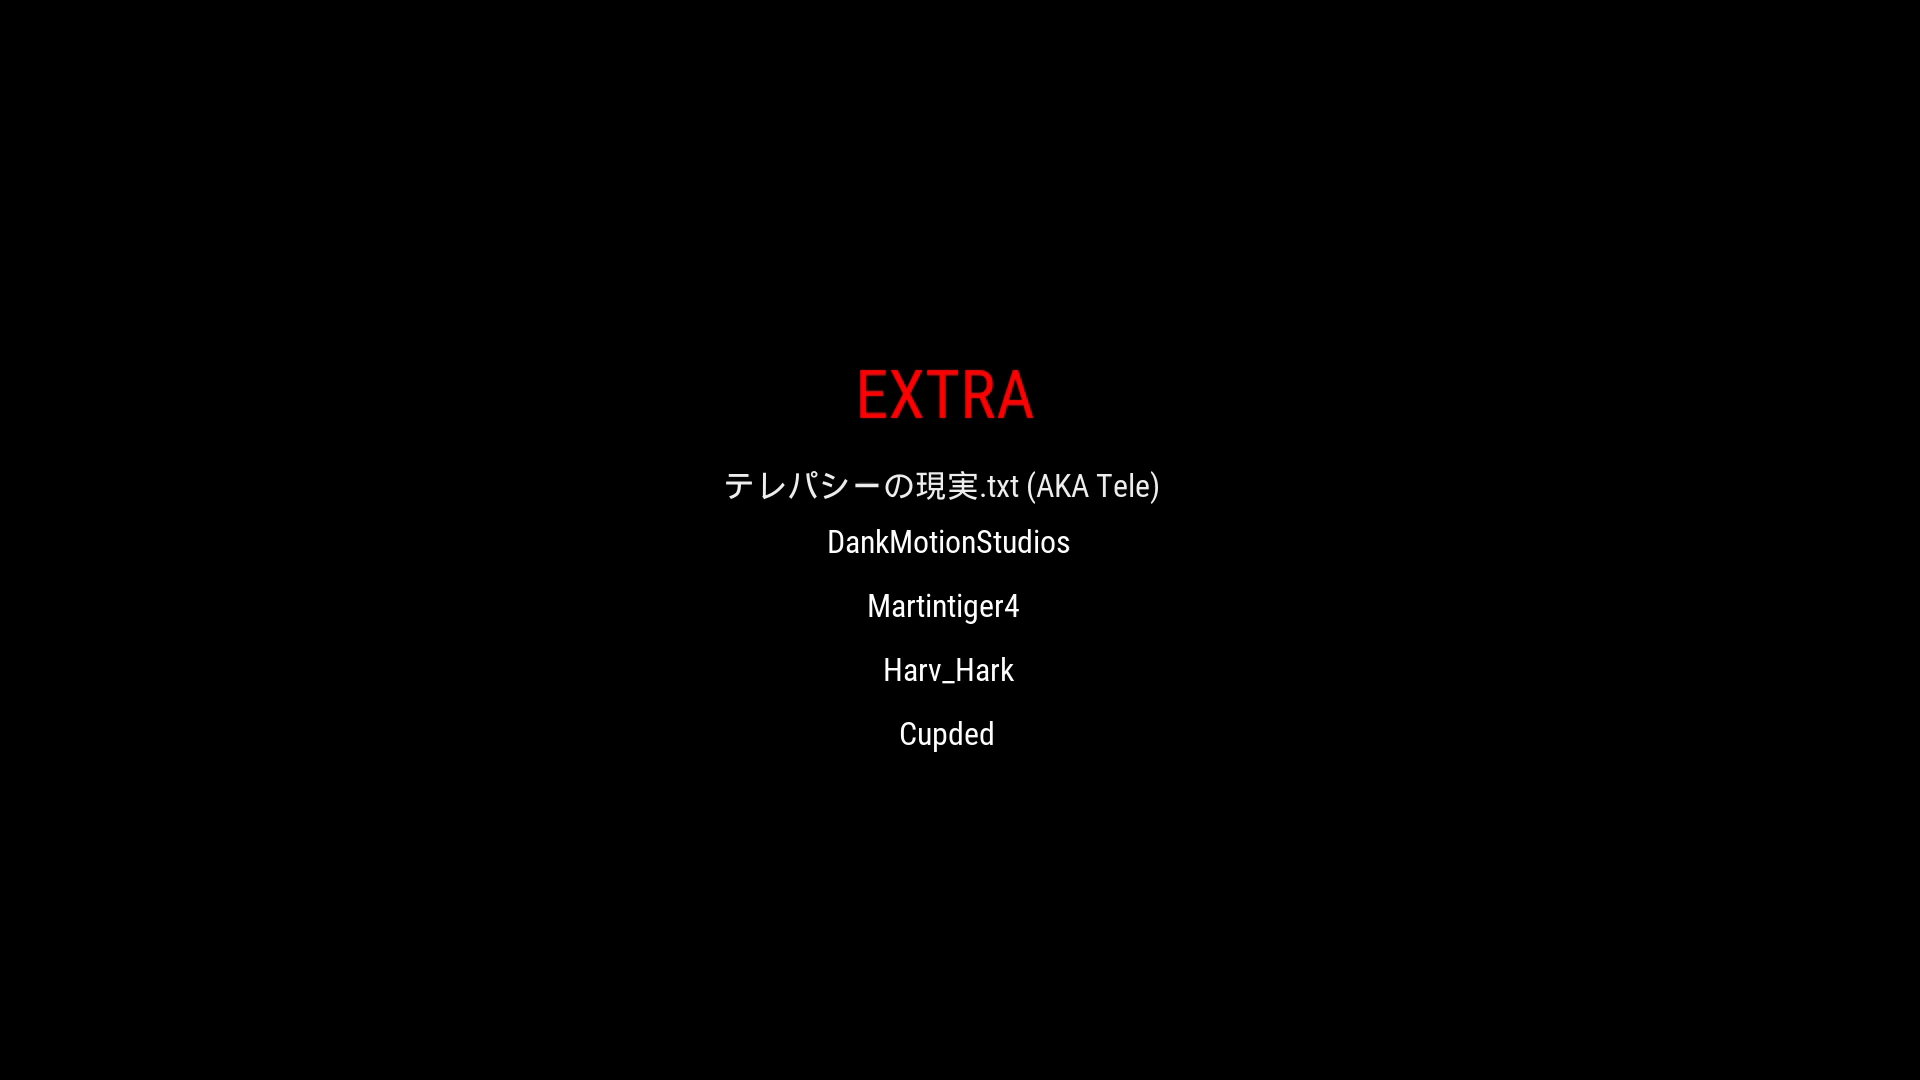 EXTRA
テレパシーの現実.txt (AKA Tele)
DankMotionStudios
Martintiger4
Harv_Hark
Cupded